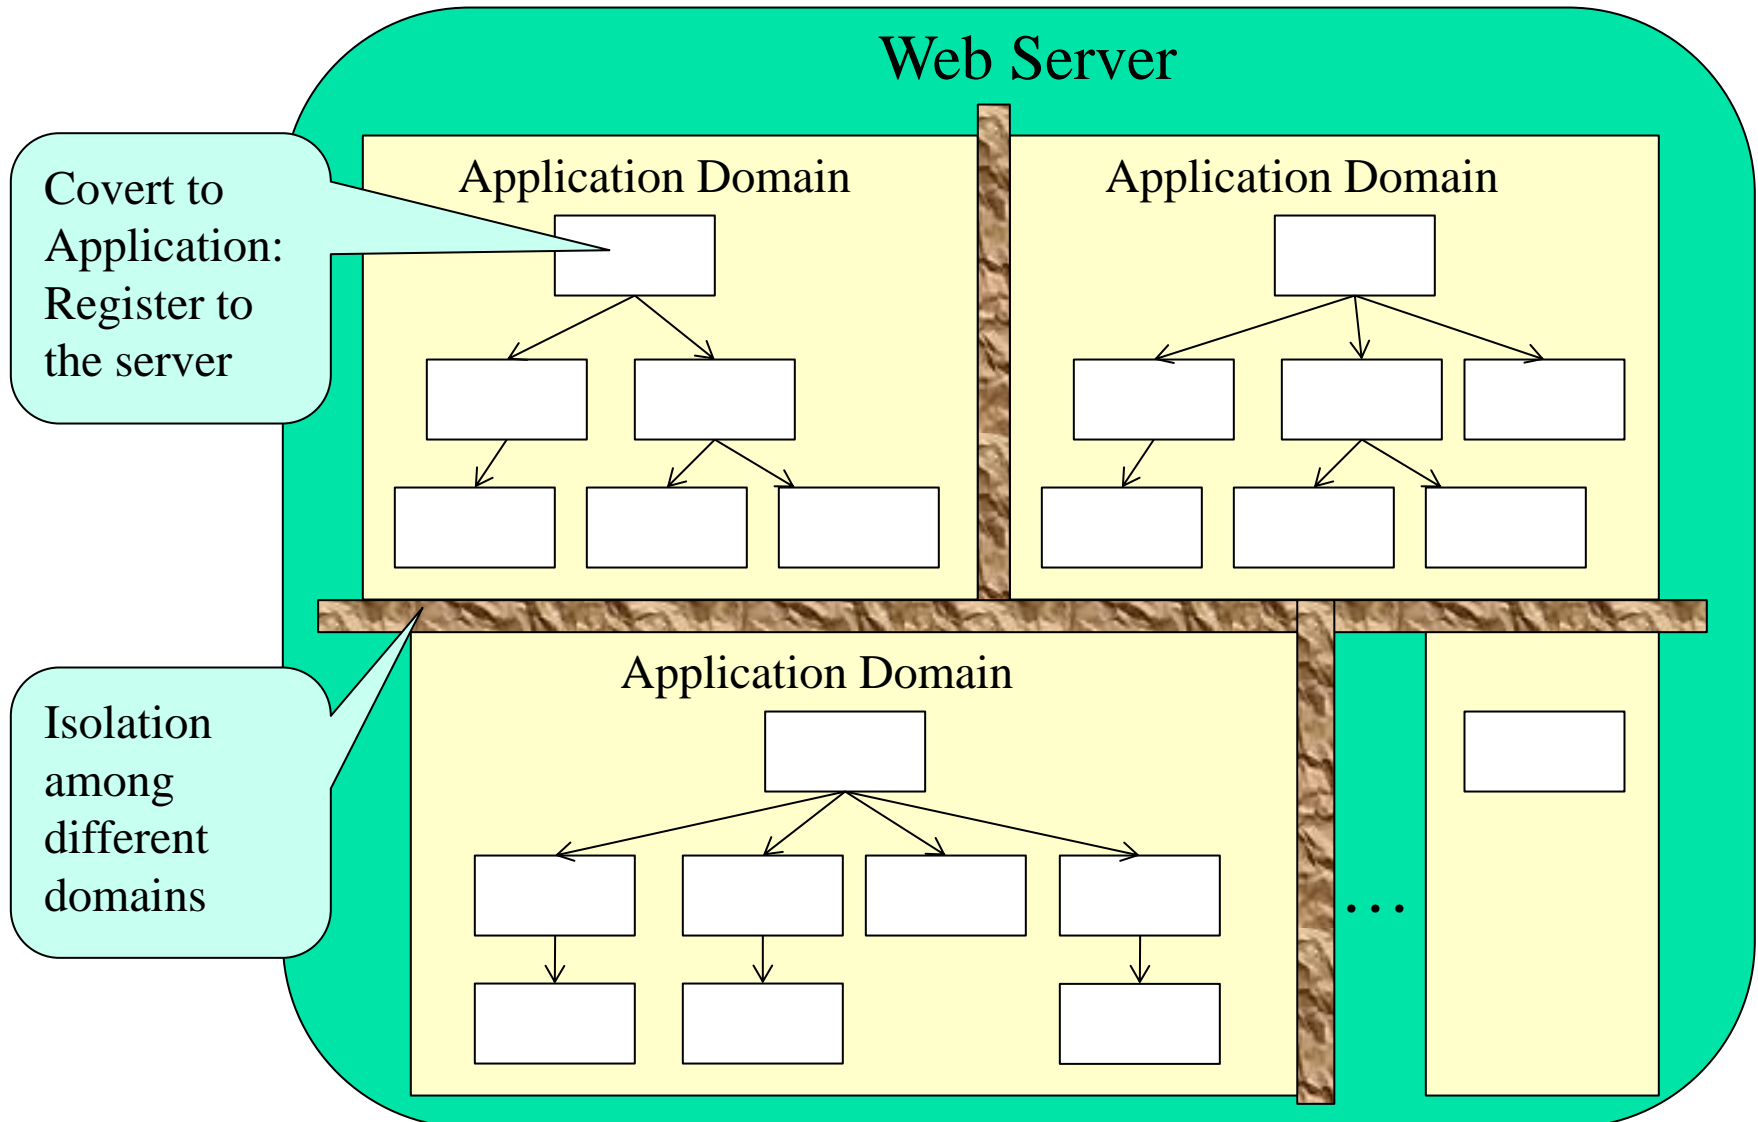 Web Server
Covert to
Application:
Register to
the server
Application Domain
Application Domain
Isolation
among
different
domains
Application Domain
...